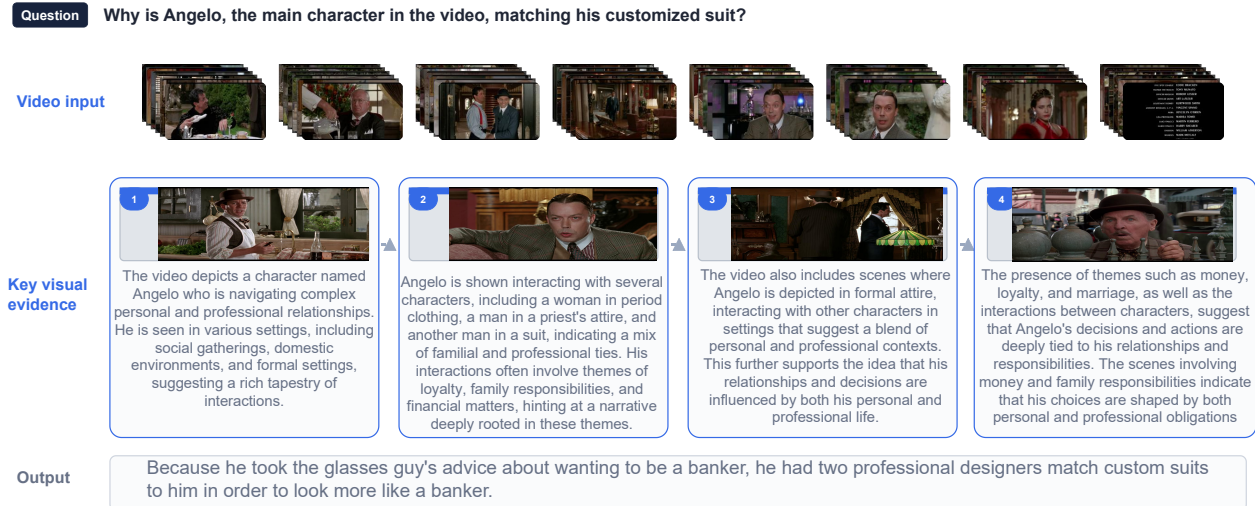 Question
Why is Angelo, the main character in the video, matching his customized suit?
Video input
Key visual
evidence
1
The video depicts a character named
Angelo who is navigating complex
personal and professional relationships.
He is seen in various settings, including
social gatherings, domestic
environments, and formal settings,
suggesting a rich tapestry of
interactions.
2
Angelo is shown interacting with several
characters, including a woman in period
clothing, a man in a priest's attire, and
another man in a suit, indicating a mix
of familial and professional ties. His
interactions often involve themes of
loyalty, family responsibilities, and
financial matters, hinting at a narrative
deeply rooted in these themes.
3
The video also includes scenes where
Angelo is depicted in formal attire,
interacting with other characters in
settings that suggest a blend of
personal and professional contexts.
This further supports the idea that his
relationships and decisions are
influenced by both his personal and
professional life.
4
The presence of themes such as money,
loyalty, and marriage, as well as the
interactions between characters, suggest
that Angelo's decisions and actions are
deeply tied to his relationships and
responsibilities. The scenes involving
money and family responsibilities indicate
that his choices are shaped by both
personal and professional obligations
Output
Because he took the glasses guy's advice about wanting to be a banker, he had two professional designers match custom suits
to him in order to look more like a banker.